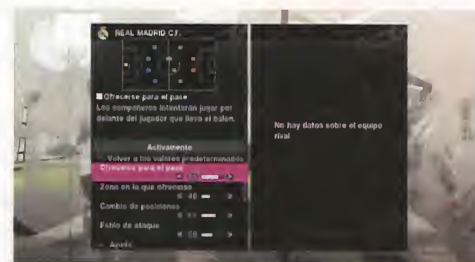 REAL MADRID C.F.
Ofrecerse para el pase
Los compañeros intentarán jugar por
delante del jugador que lleva el balón.
Activamente
Volver a los valores predeterminados
Ofrecerse para el pase
Zona en la que ofrecerse
Cambio de posiciones
Estilo de ataque
No hay datos sobre el equipo
rival